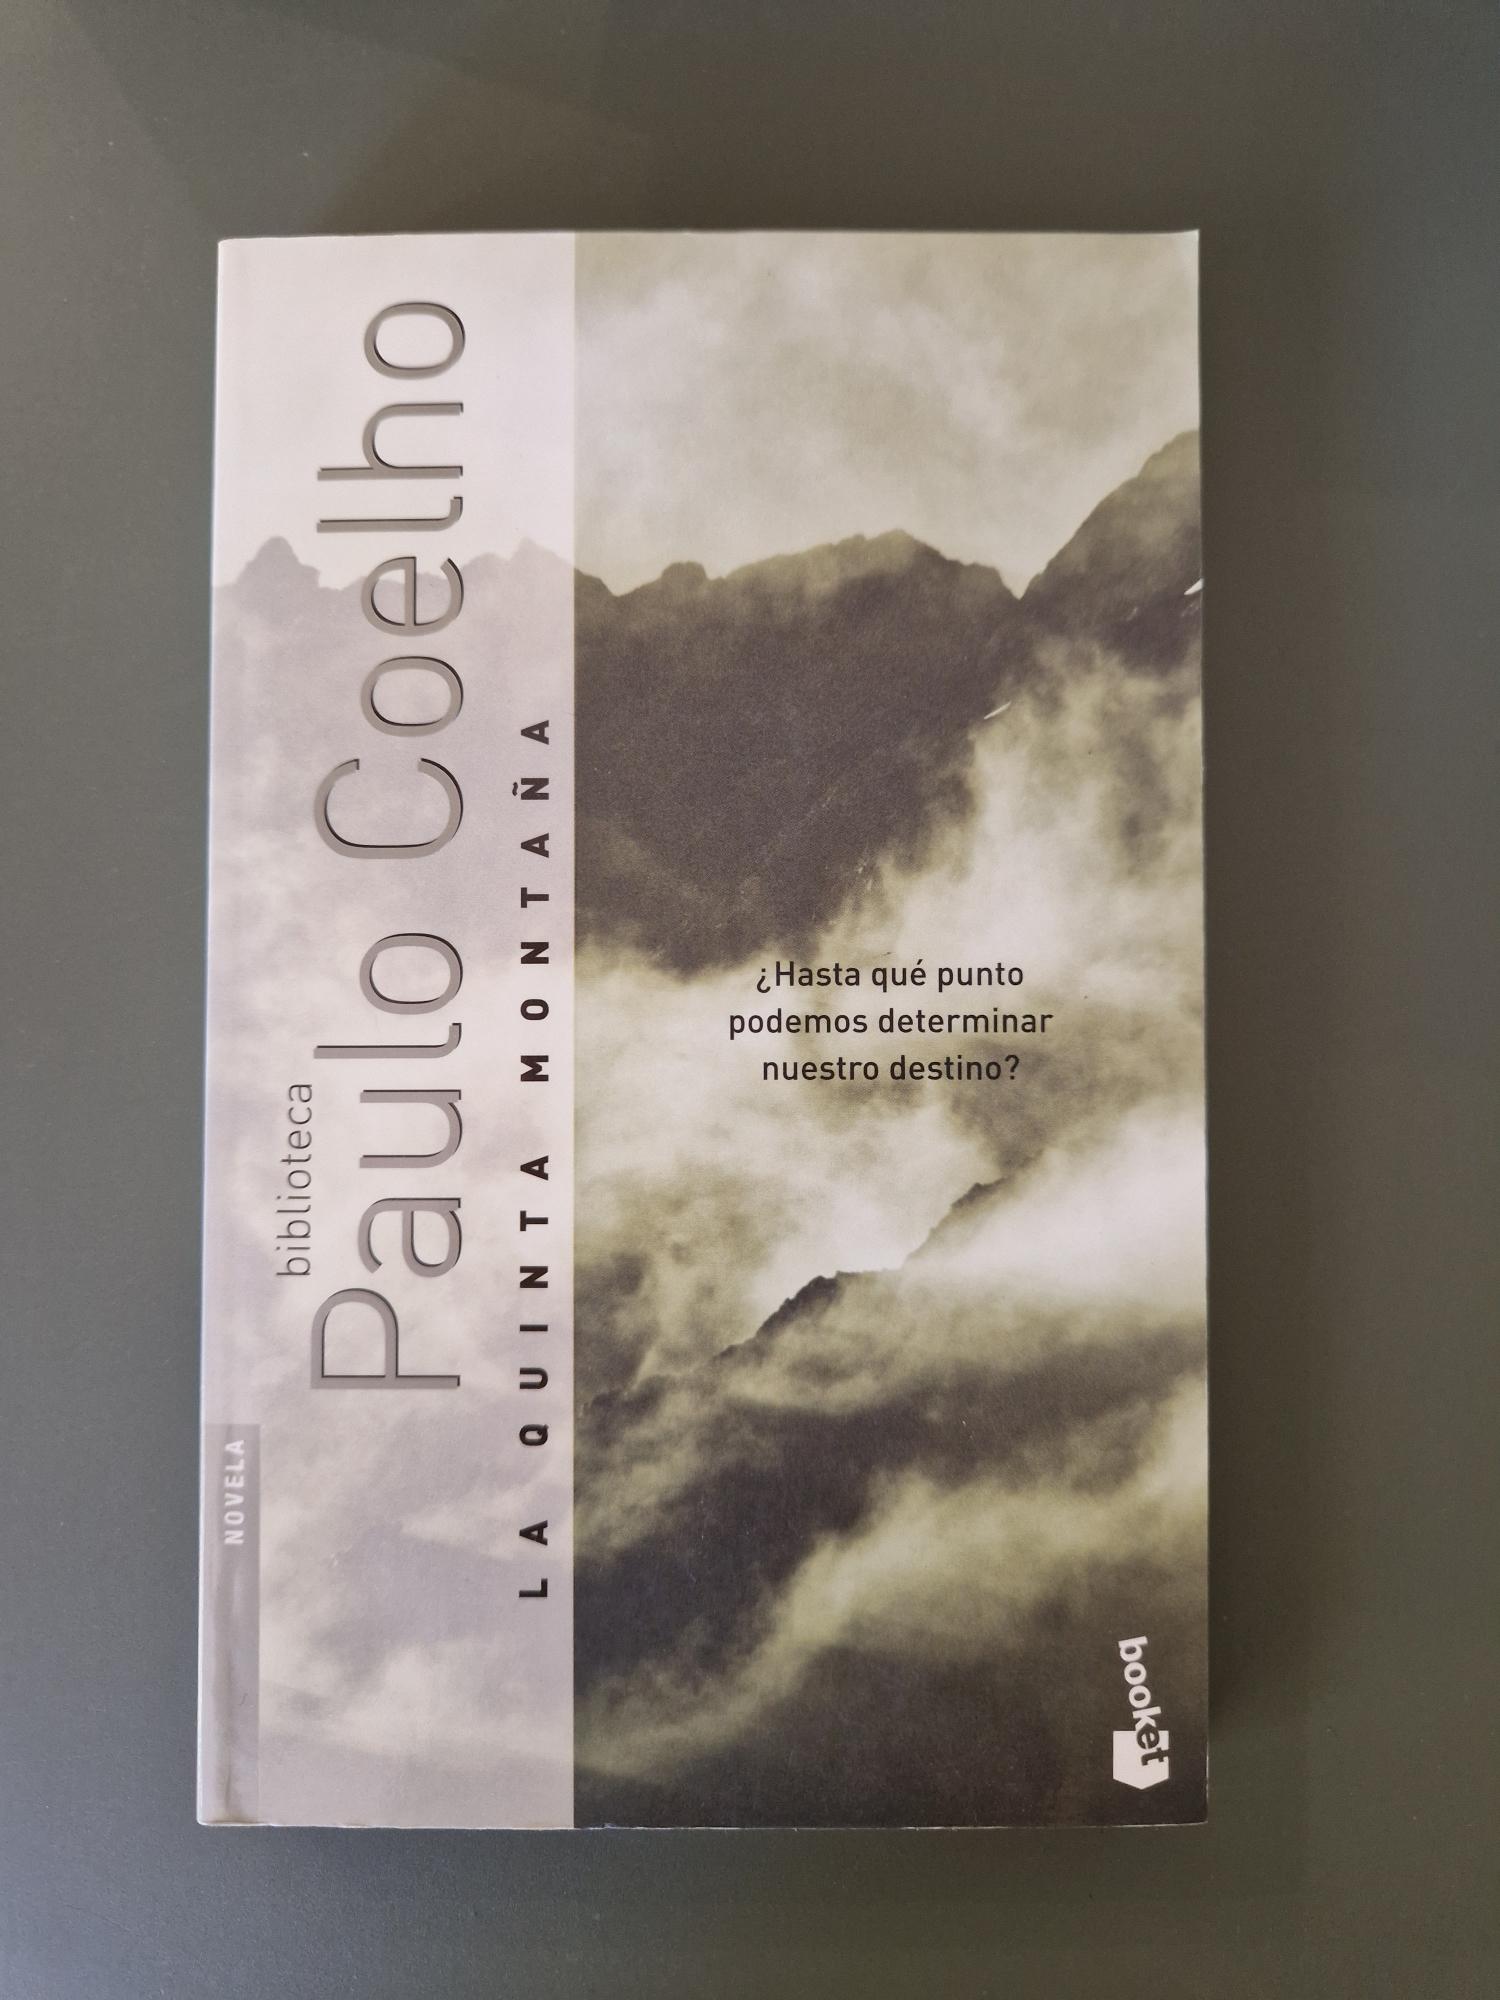 biblioteca
Paulo Coelho
LA QUINTA MONTAÑA
NOVELA
¿Hasta qué punto
podemos determinar
nuestro destino?
booket